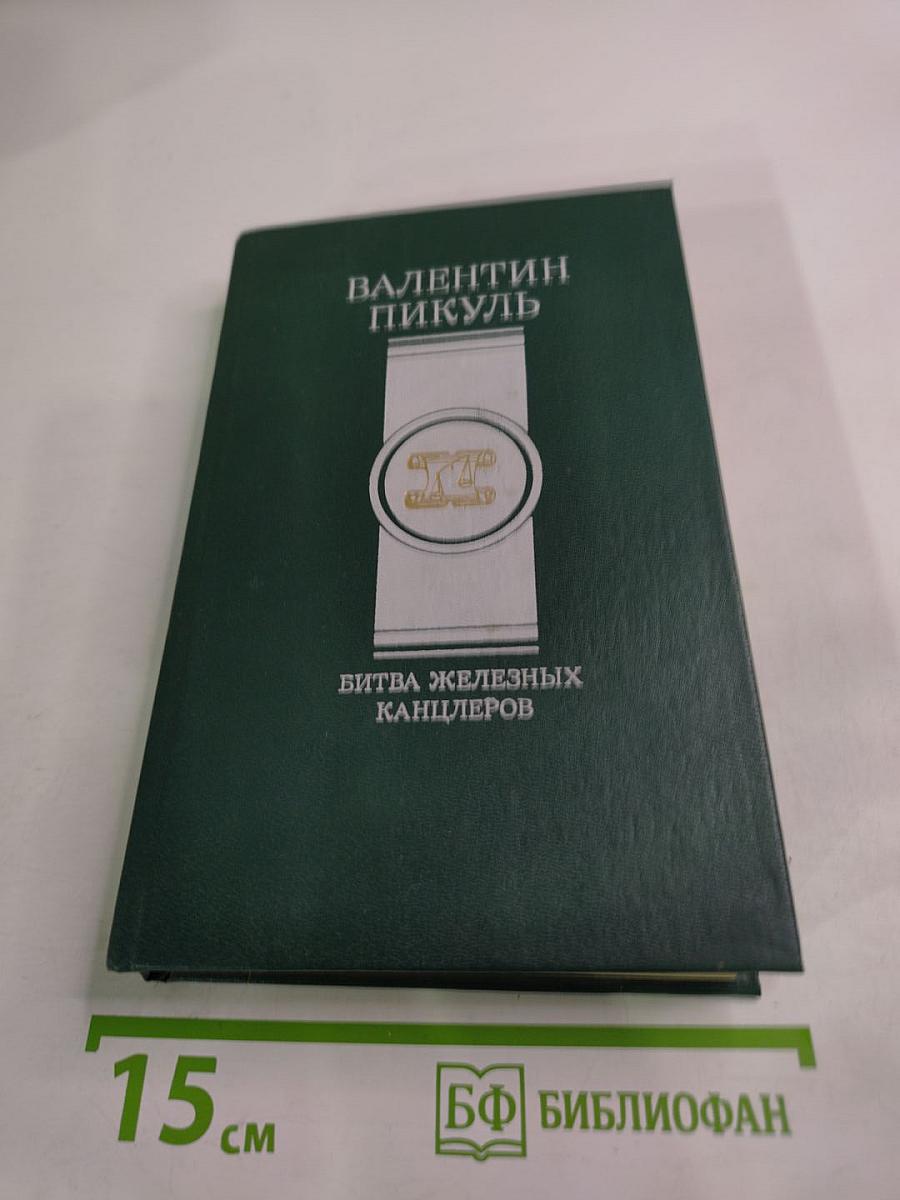 ВАЛЕНТИН
ПИКУЛЬ
БИТВА ЖЕЛЕЗНЫХ
КАНЦЛЕРОВ
15 см
БФ БИБЛИОФАН